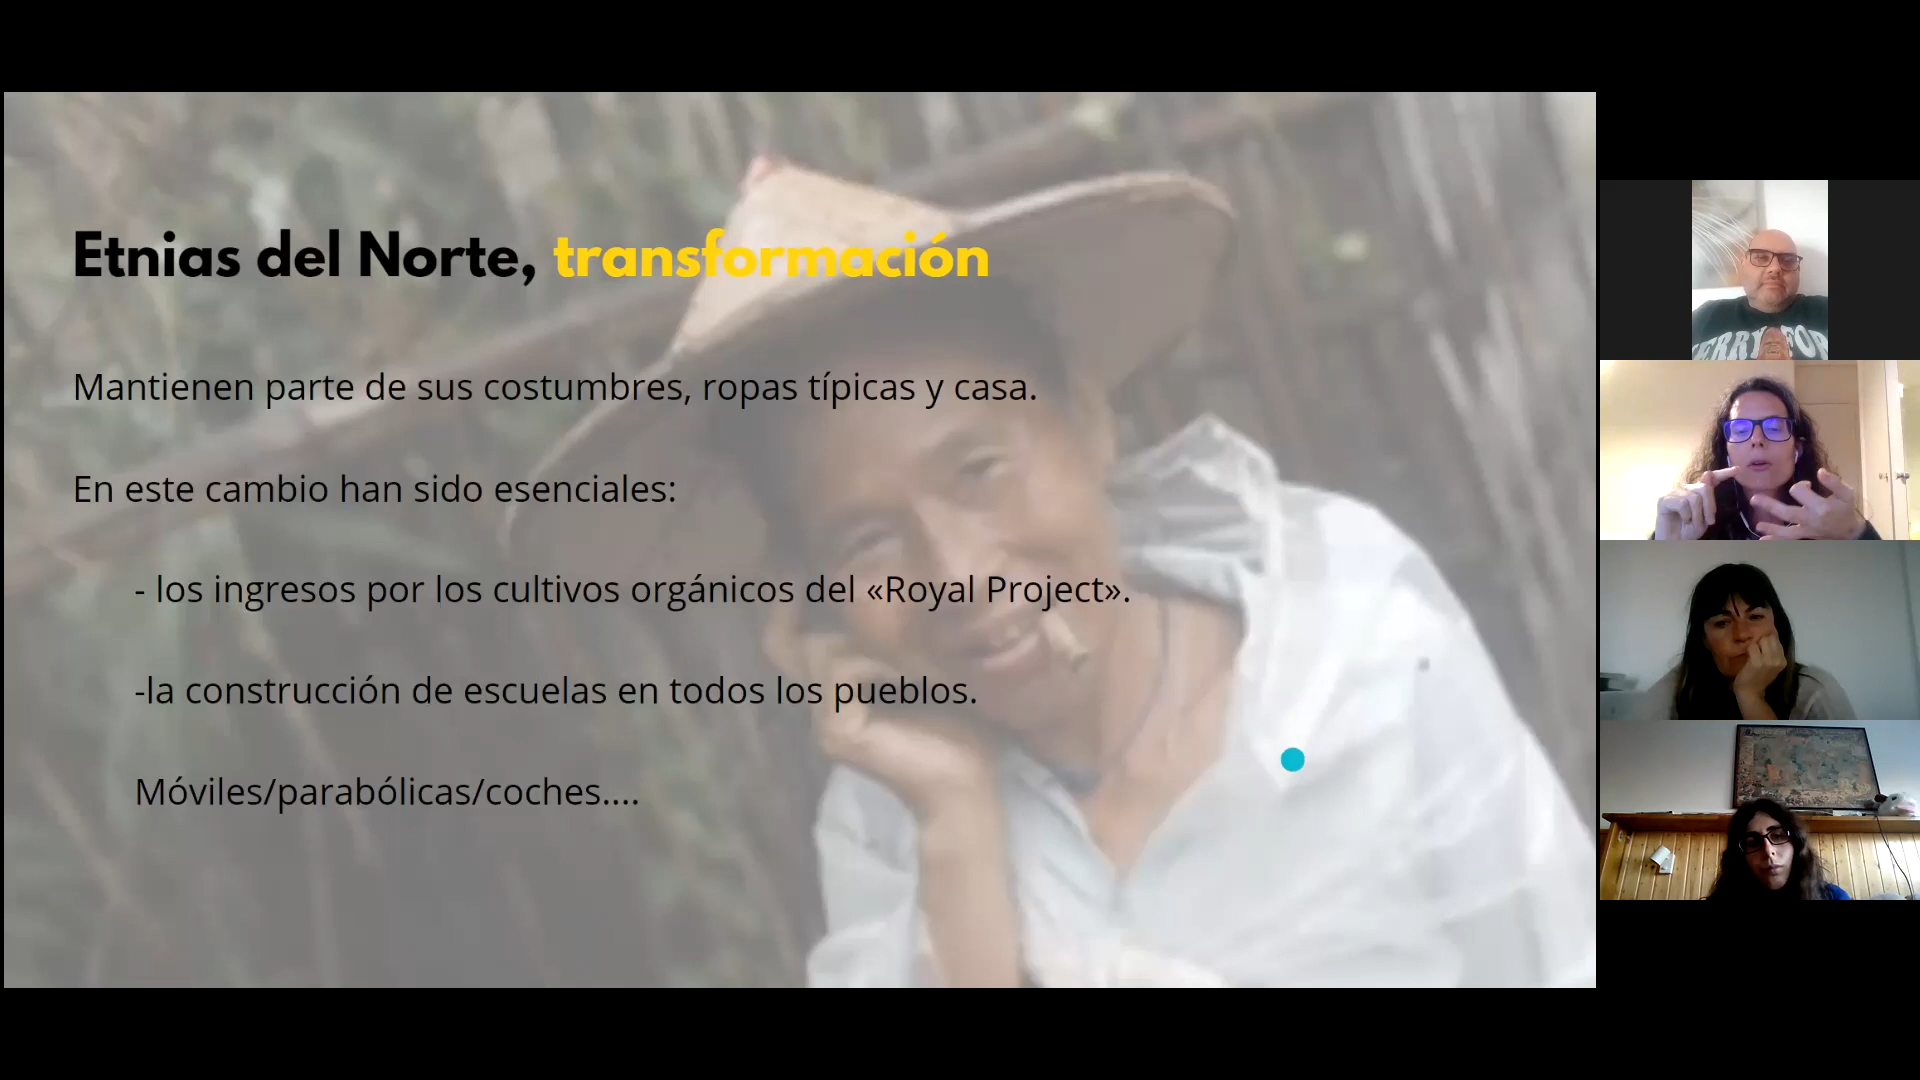 Etnias del Norte, transformación
Mantienen parte de sus costumbres, ropas típicas y casa.
En este cambio han sido esenciales:
- los ingresos por los cultivos orgánicos del «Royal Project».
-la construcción de escuelas en todos los pueblos.
Móviles/parabólicas/coches....